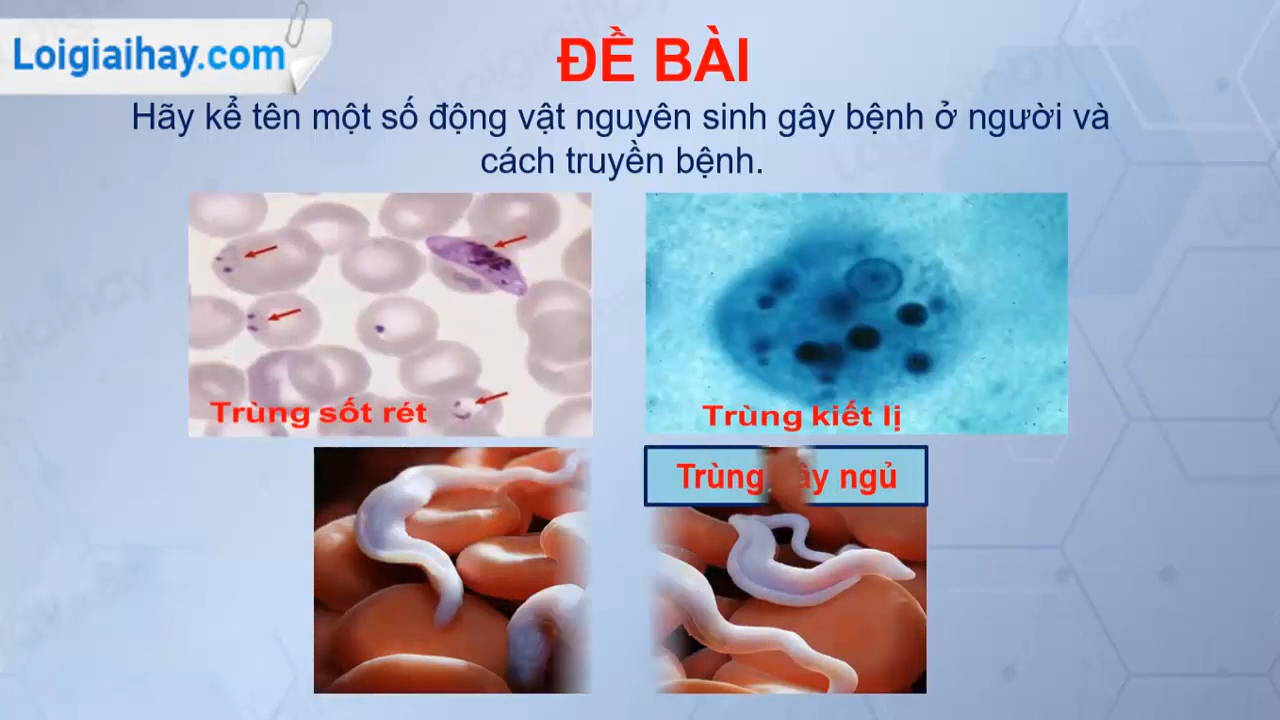 Loigiaihay.com
ĐỀ BÀI
Hãy kể tên một số động vật nguyên sinh gây bệnh ở người và
cách truyền bệnh.
Trùng sốt rét
Trùng kiết lị
Trùng ngủ